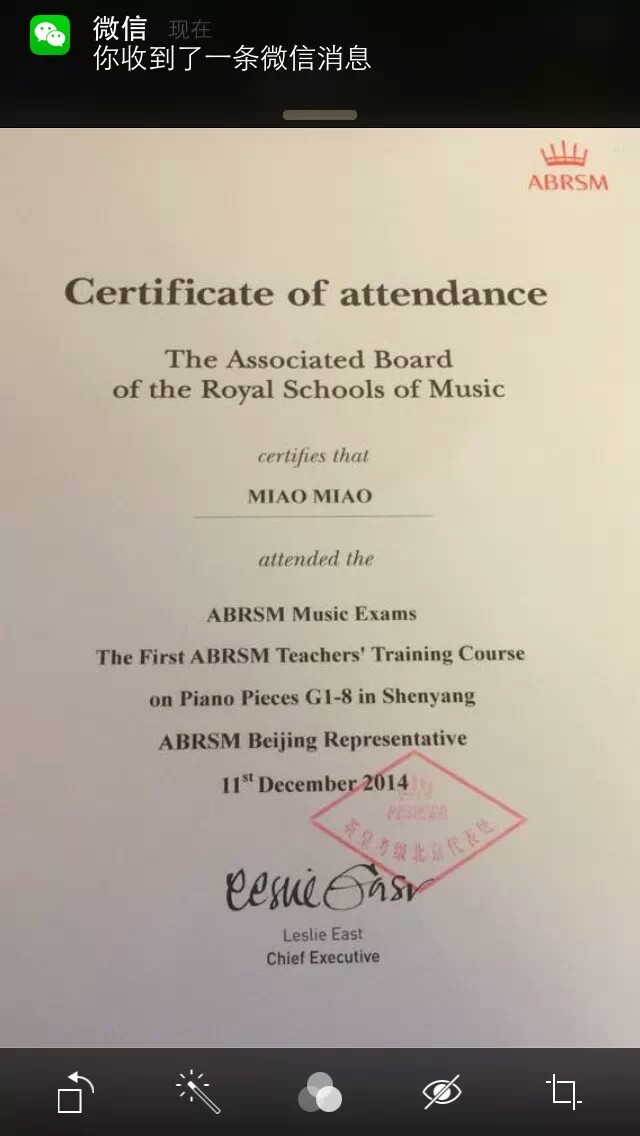 微信 现在
你收到了一条微信消息
ABRSM
Certificate of attendance
The Associated Board
of the Royal Schools of Music
certifies that
MIAO MIAO
attended the
ABRSM Music Exams
The First ABRSM Teachers' Training Course
on Piano Pieces G1-8 in Shenyang
ABRSM Beijing Representative
11st December 2014
ABRSM
英皇考级北京代表处
Leslie East
Leslie East
Chief Executive